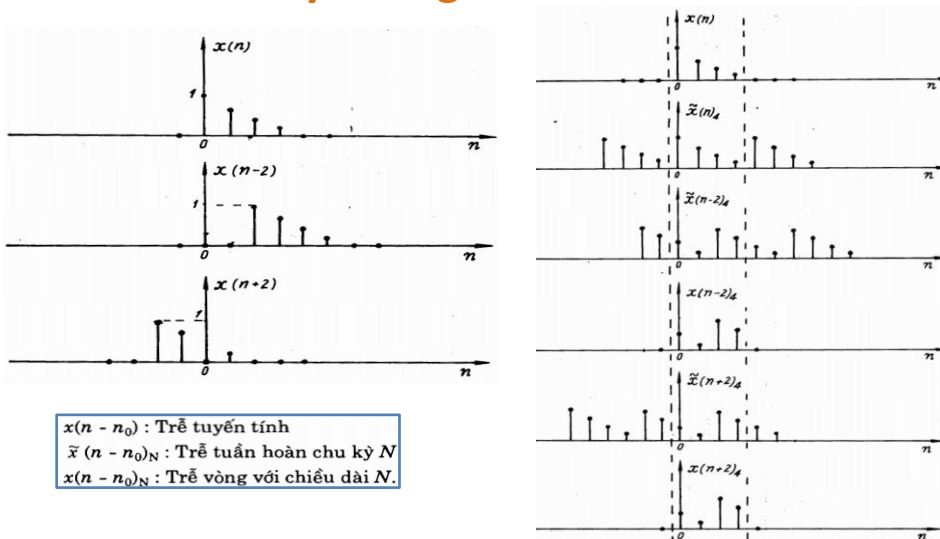 x(n)
1
0
n
x(n-2)
1
0
n
x(n+2)
1
0
n
x(n - n₀) : Trễ tuyến tính
x̃ (n - n₀)N : Trễ tuần hoàn chu kỳ N
x(n - n₀)N : Trễ vòng với chiều dài N.
x(n)
0
n
x̃(n)₄
0
n
x̃(n-2)₄
0
n
x(n-2)₄
0
n
x̃(n+2)₄
0
n
x(n+2)₄
0
n